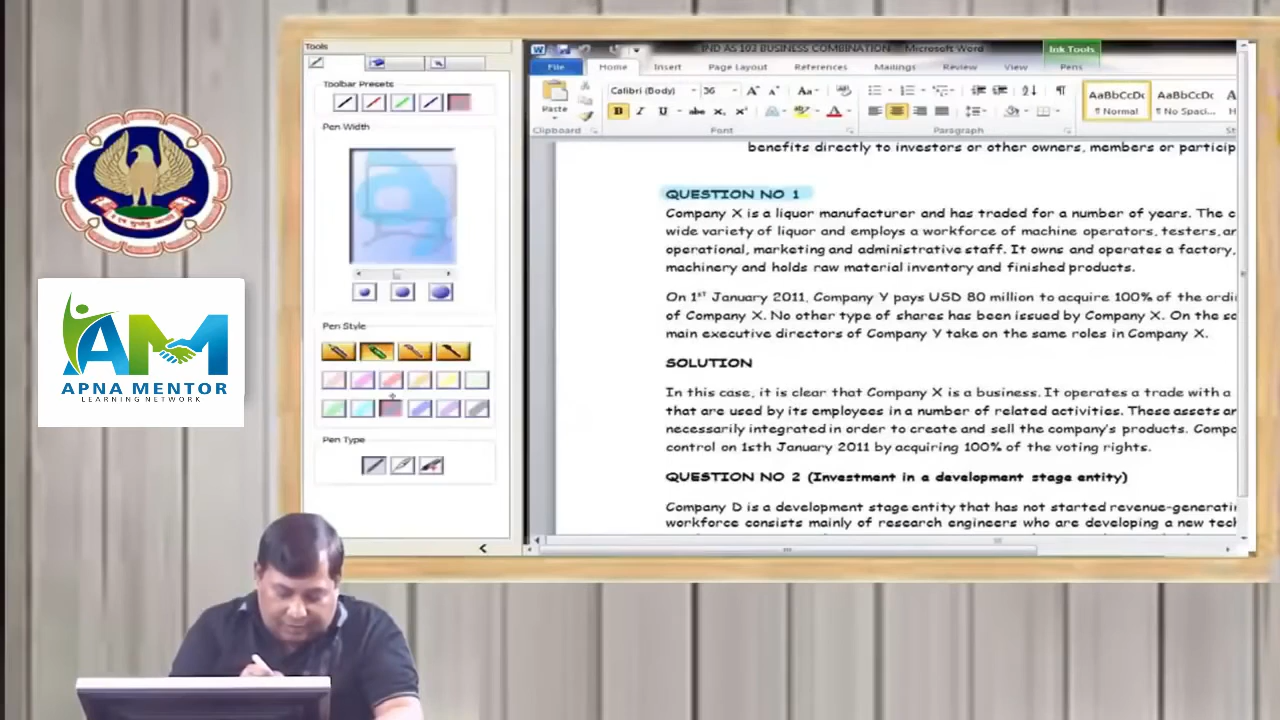 Tools
Toolbar Presets
Pen Width
Pen Style
Pen Type
IND AS 103 BUSINESS COMBINATION - Microsoft Word
Ink Tools
File Home Insert Page Layout References Mailings Review View Pens
Paste
Calibri (Body) 36
AaBbCcDc AaBbCcDc A
¶ Normal ¶ No Spaci...
Clipboard Font Paragraph
benefits directly to investors or other owners, members or particip
QUESTION NO 1
Company X is a liquor manufacturer and has traded for a number of years. The c
wide variety of liquor and employs a workforce of machine operators, testers, ar
operational, marketing and administrative staff. It owns and operates a factory,
machinery and holds raw material inventory and finished products.
On 1st January 2011, Company Y pays USD 80 million to acquire 100% of the ordi
of Company X. No other type of shares has been issued by Company X. On the sa
main executive directors of Company Y take on the same roles in Company X.
SOLUTION
In this case, it is clear that Company X is a business. It operates a trade with a
that are used by its employees in a number of related activities. These assets ar
necessarily integrated in order to create and sell the company's products. Compa
control on 1sth January 2011 by acquiring 100% of the voting rights.
QUESTION NO 2 (Investment in a development stage entity)
Company D is a development stage entity that has not started revenue-generati
workforce consists mainly of research engineers who are developing a new tec
AM
APNA MENTOR
LEARNING NETWORK